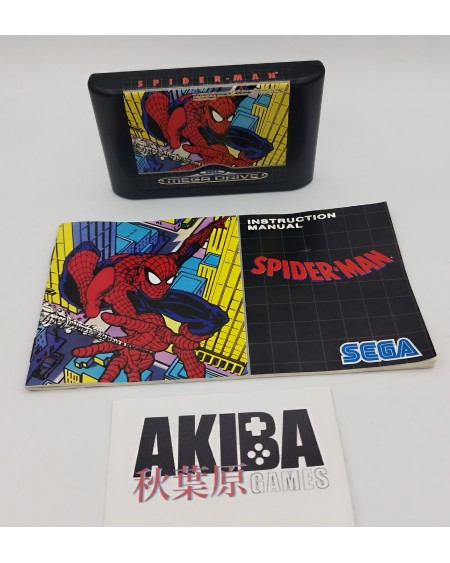 SPIDER-MAN
MEGA DRIVE
INSTRUCTION
MANUAL
SPIDER-MAN
SEGA
AKIBA
秋葉原 GAMES